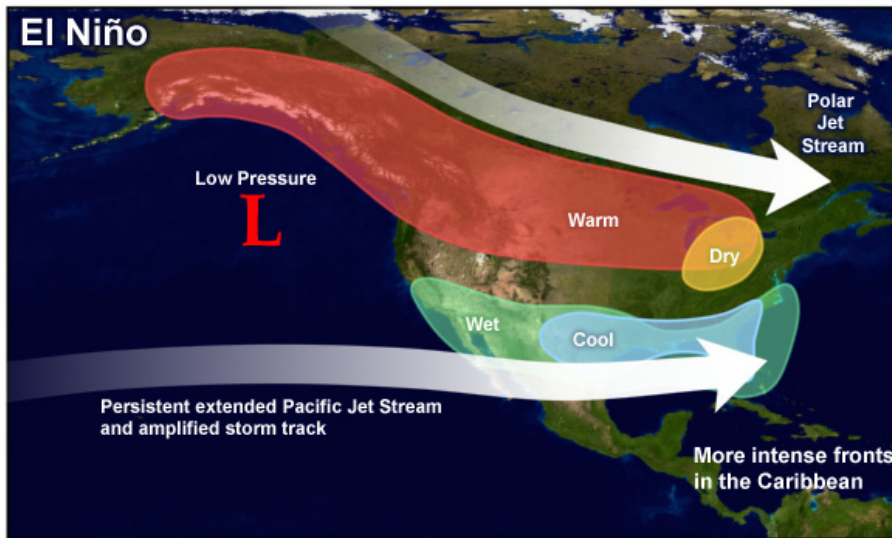 El Niño
Polar
Jet
Stream
Low Pressure
L
Warm
Dry
Wet
Cool
Persistent extended Pacific Jet Stream
and amplified storm track
More intense fronts
in the Caribbean